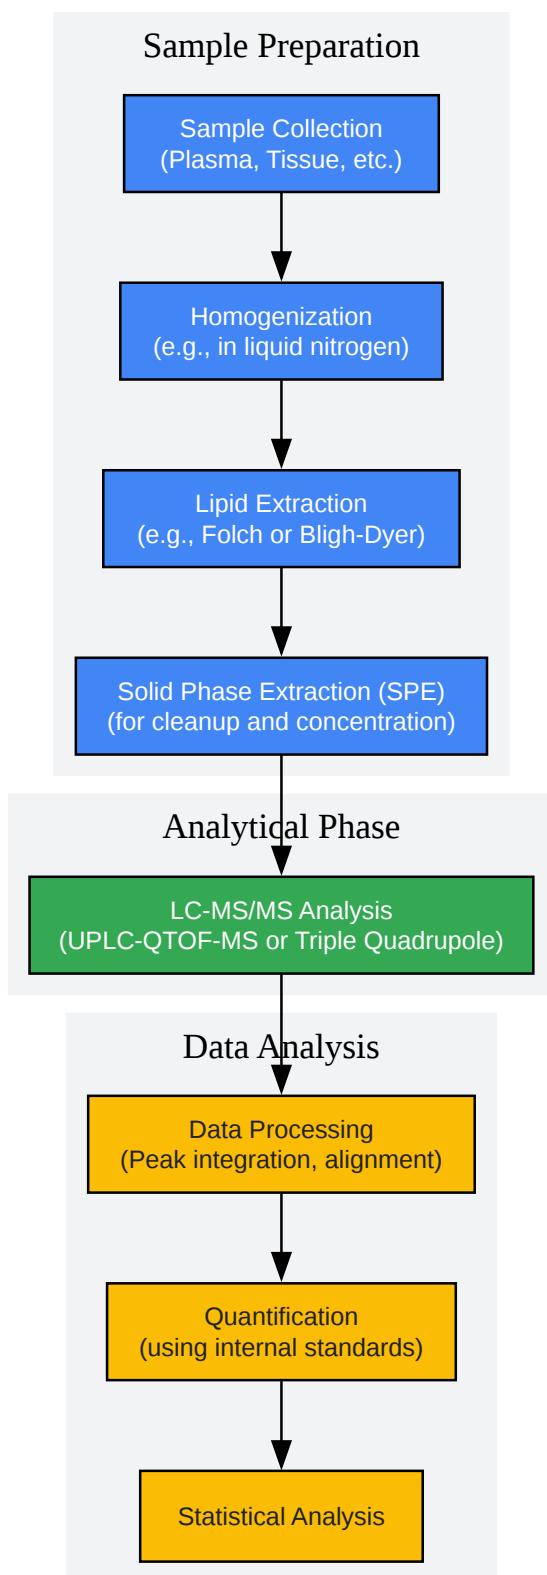 Sample Preparation
Sample Collection
(Plasma, Tissue, etc.)
Homogenization
(e.g., in liquid nitrogen)
Lipid Extraction
(e.g., Folch or Bligh-Dyer)
Solid Phase Extraction (SPE)
(for cleanup and concentration)
Analytical Phase
LC-MS/MS Analysis
(UPLC-QTOF-MS or Triple Quadrupole)
Data Analysis
Data Processing
(Peak integration, alignment)
Quantification
(using internal standards)
Statistical Analysis